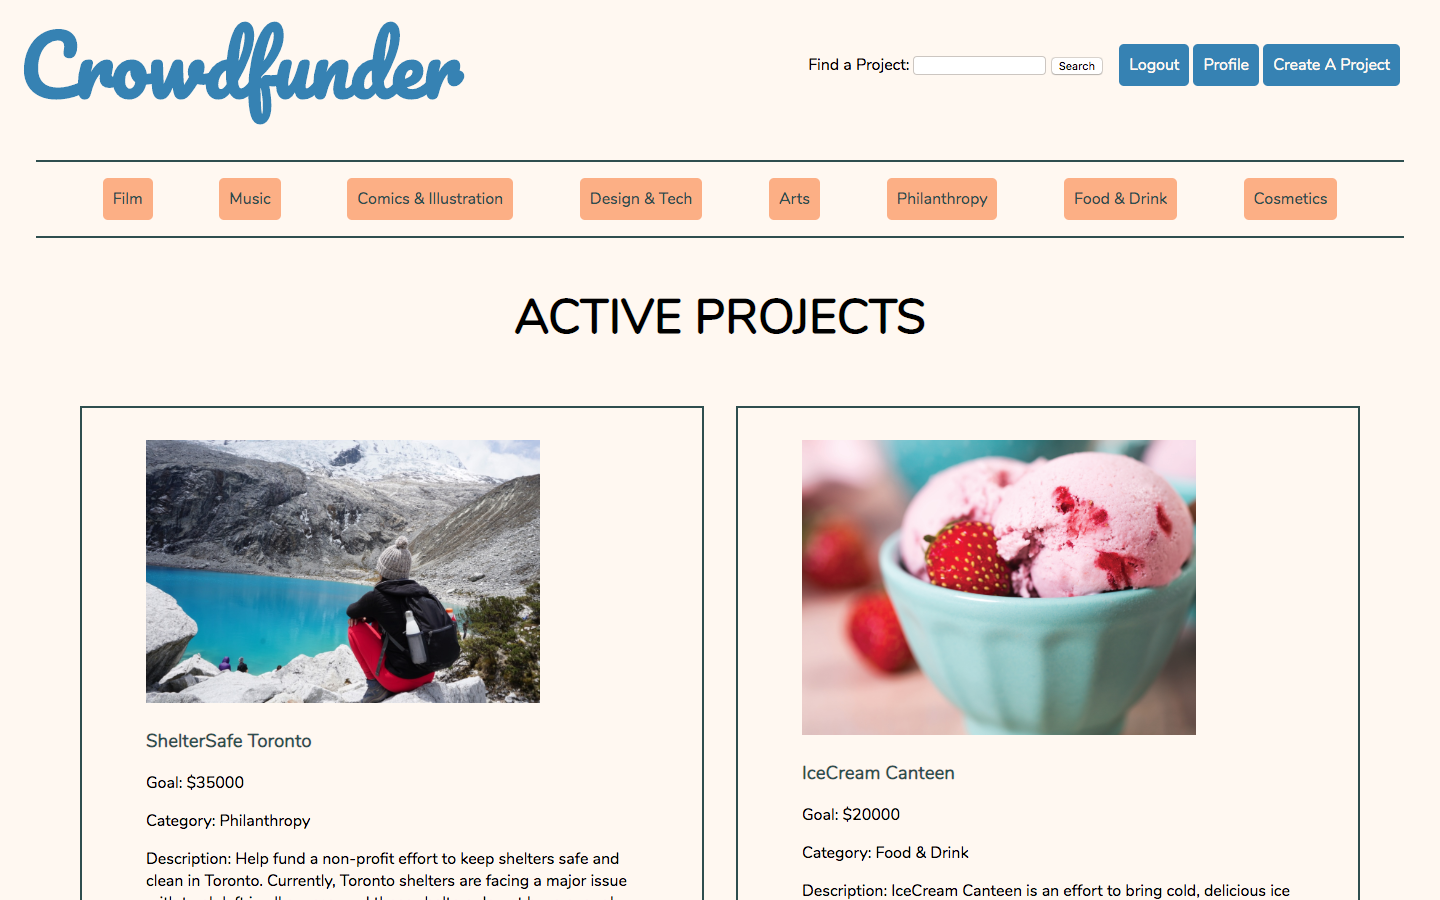 Crowdfunder
Find a Project: Search Logout Profile Create A Project
Film Music Comics & Illustration Design & Tech Arts Philanthropy Food & Drink Cosmetics
ACTIVE PROJECTS
ShelterSafe Toronto
Goal: $35000
Category: Philanthropy
Description: Help fund a non-profit effort to keep shelters safe and
clean in Toronto. Currently, Toronto shelters are facing a major issue
IceCream Canteen
Goal: $20000
Category: Food & Drink
Description: IceCream Canteen is an effort to bring cold, delicious ice